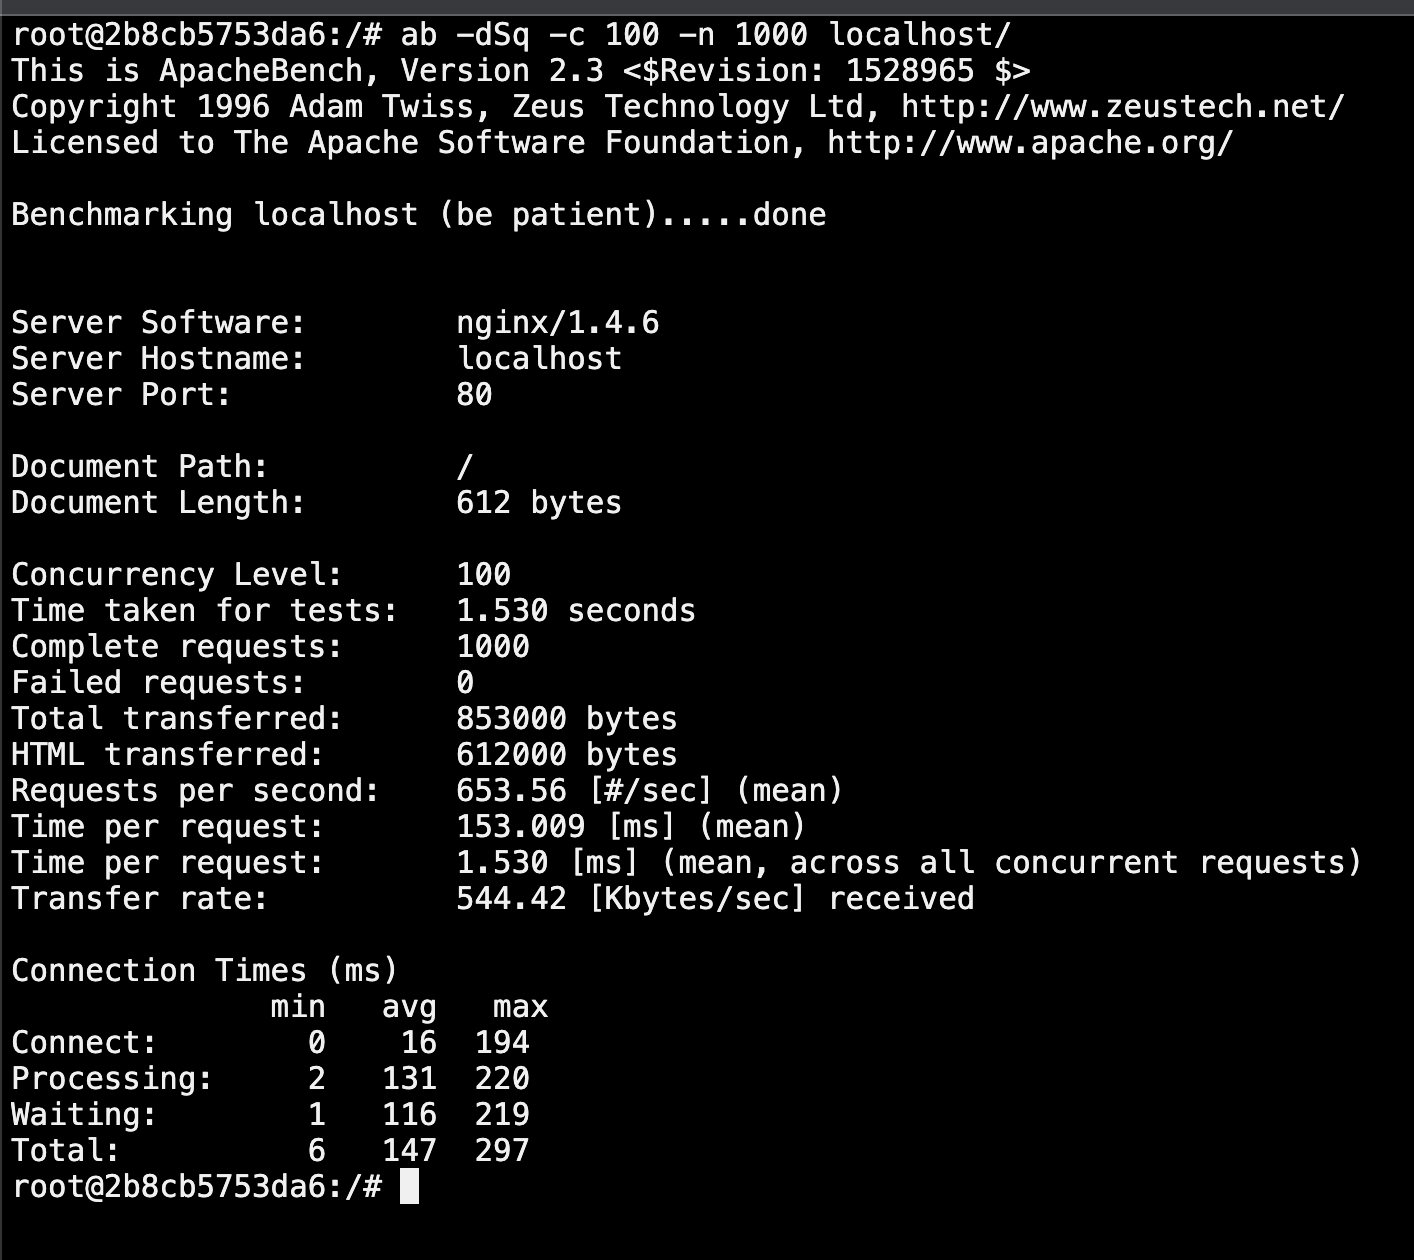 root@2b8cb5753da6:/# ab -dSq -c 100 -n 1000 localhost/
This is ApacheBench, Version 2.3 <$Revision: 1528965 $>
Copyright 1996 Adam Twiss, Zeus Technology Ltd, http://www.zeustech.net/
Licensed to The Apache Software Foundation, http://www.apache.org/

Benchmarking localhost (be patient).....done


Server Software:        nginx/1.4.6
Server Hostname:        localhost
Server Port:            80

Document Path:          /
Document Length:        612 bytes

Concurrency Level:      100
Time taken for tests:   1.530 seconds
Complete requests:      1000
Failed requests:        0
Total transferred:      853000 bytes
HTML transferred:       612000 bytes
Requests per second:    653.56 [#/sec] (mean)
Time per request:       153.009 [ms] (mean)
Time per request:       1.530 [ms] (mean, across all concurrent requests)
Transfer rate:          544.42 [Kbytes/sec] received

Connection Times (ms)
              min   avg   max
Connect:        0    16  194
Processing:     2   131  220
Waiting:        1   116  219
Total:          6   147  297
root@2b8cb5753da6:/#